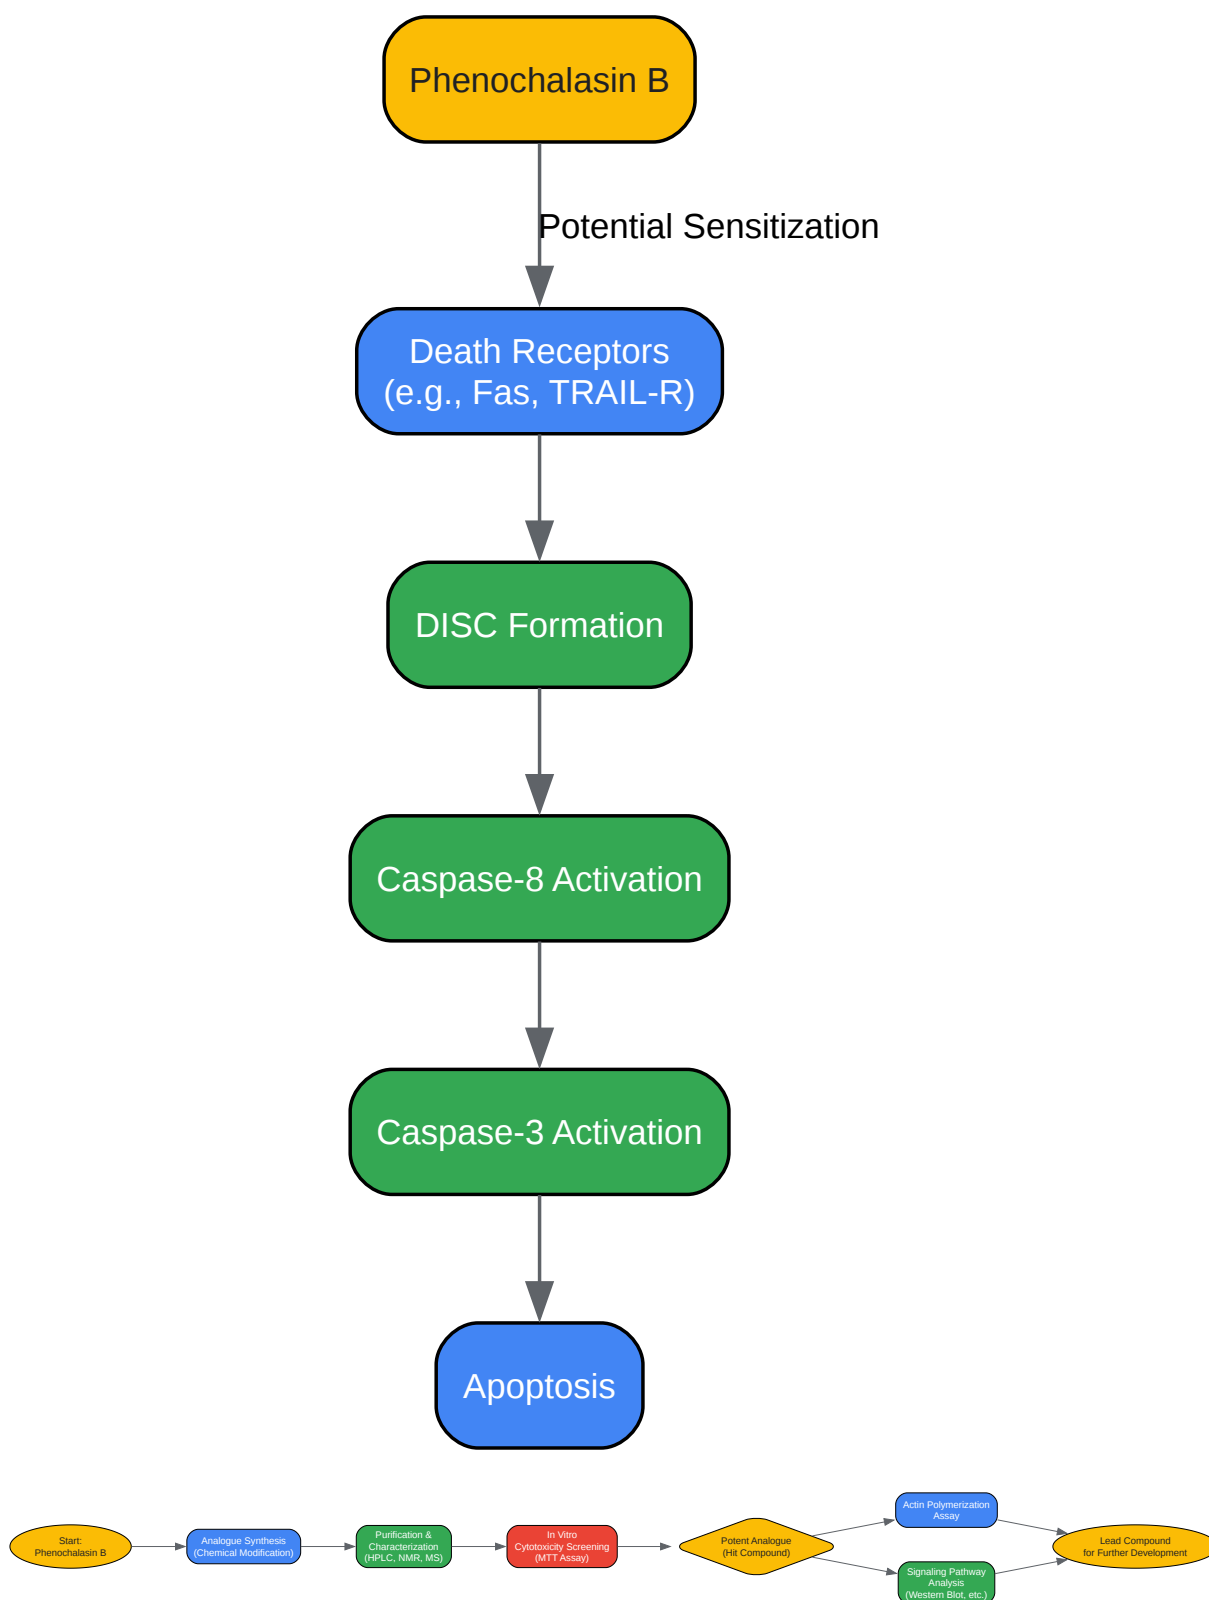 Phenochalasin B
Potential Sensitization
Death Receptors
(e.g., Fas, TRAIL-R)
DISC Formation
Caspase-8 Activation
Caspase-3 Activation
Apoptosis
Start:
Phenochalasin B
Analogue Synthesis
(Chemical Modification)
Purification &
Characterization
(HPLC, NMR, MS)
In Vitro
Cytotoxicity Screening
(MTT Assay)
Potent Analogue
(Hit Compound)
Actin Polymerization
Assay
Signaling Pathway
Analysis
(Western Blot, etc.)
Lead Compound
for Further Development